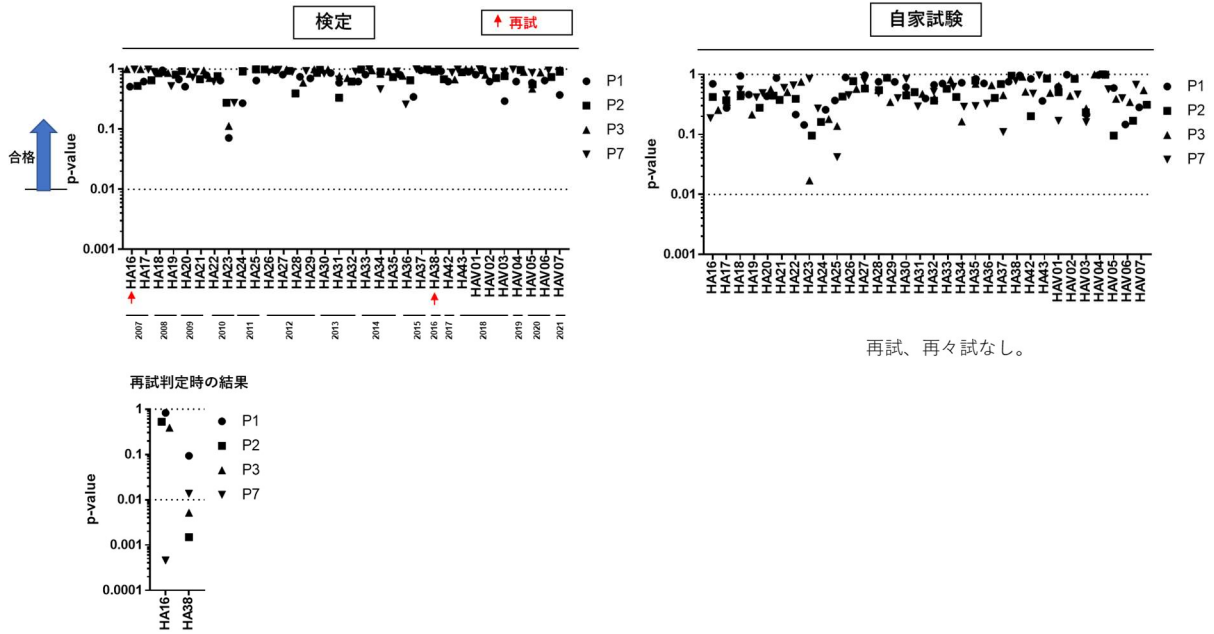 検定
再試
1
0.1
0.01
0.001
p-value
合格
P1
P2
P3
P7
HA16
HA17
HA18
HA19
HA20
HA21
HA22
HA23
HA24
HA25
HA26
HA27
HA28
HA29
HA30
HA31
HA32
HA33
HA34
HA35
HA36
HA37
HA38
HA42
HA43
HAV01
HAV02
HAV03
HAV04
HAV05
HAV06
HAV07
2007
2008
2009
2010
2011
2012
2013
2014
2015
2016
2017
2018
2019
2020
2021
自家試験
1
0.1
0.01
0.001
p-value
P1
P2
P3
P7
HA16
HA17
HA18
HA19
HA20
HA21
HA22
HA23
HA24
HA25
HA26
HA27
HA28
HA29
HA30
HA31
HA32
HA33
HA34
HA35
HA36
HA37
HA38
HA42
HA43
HAV01
HAV02
HAV03
HAV04
HAV05
HAV06
HAV07
再試、再々試なし。
再試判定時の結果
1
0.1
0.01
0.001
0.0001
p-value
P1
P2
P3
P7
HA16
HA38